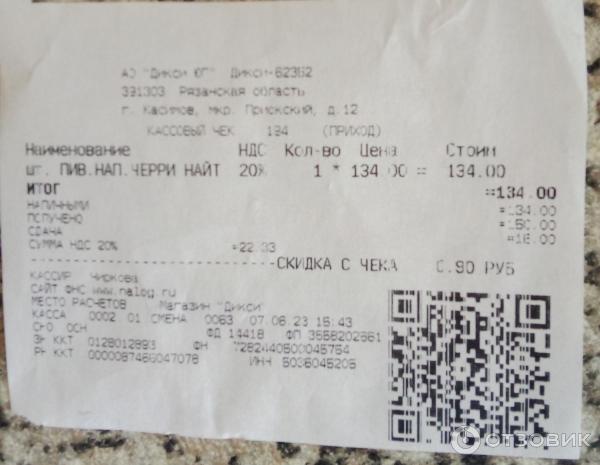 АО "Дикси ЮГ" Дикси-62352
391303 Рязанская область
г. Касимов, мкр. Приокский, д.12
КАССОВЫЙ ЧЕК 194 (ПРИХОД)
Наименование НДС Кол-во Цена Стоим
шт. ПИВ.НАП.ЧЕРРИ НАЙТ 20% 1 * 134.00 = 134.00
ИТОГ =134.00
НАЛИЧНЫМИ =134.00
ПОЛУЧЕНО =150.00
СДАЧА =16.00
СУММА НДС 20% =22.33
СКИДКА С ЧЕКА 0.90 РУБ
КАССИР Чиркова
САЙТ ФНС www.nalog.ru
МЕСТО РАСЧЕТОВ Магазин "Дикси"
КАССА 0002.01 СМЕНА 0063 07.06.23 15:43
СНО ОСН ФД 14418 ФП 3558202661
ЗР ККТ 0128012893 ФН 7282440500045754
РН ККТ 0000087466047078 ИНН 5036045205
ОТЗОВИК